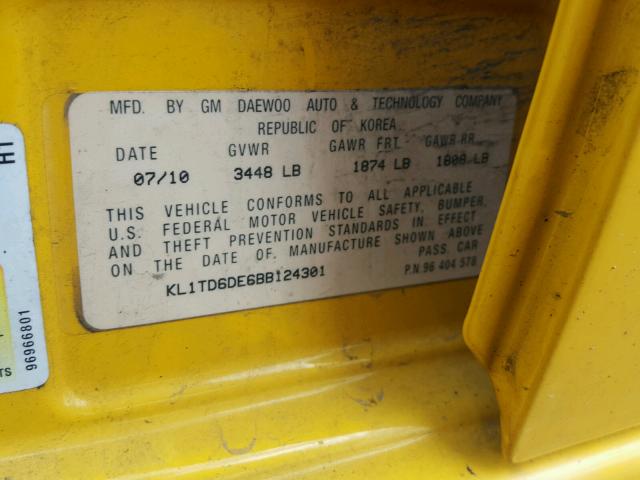 MFD. BY GM DAEWOO AUTO & TECHNOLOGY COMPANY
REPUBLIC OF KOREA
DATE GVWR GAWR FRT GAWR RR
07/10 3448 LB 1874 LB 1808 LB
THIS VEHICLE CONFORMS TO ALL APPLICABLE
U.S. FEDERAL MOTOR VEHICLE SAFETY, BUMPER,
AND THEFT PREVENTION STANDARDS IN EFFECT
ON THE DATE OF MANUFACTURE SHOWN ABOVE
PASS. CAR
KL1TD6DE6BB124301 P.N 96 404 578
HI
96966801
TS